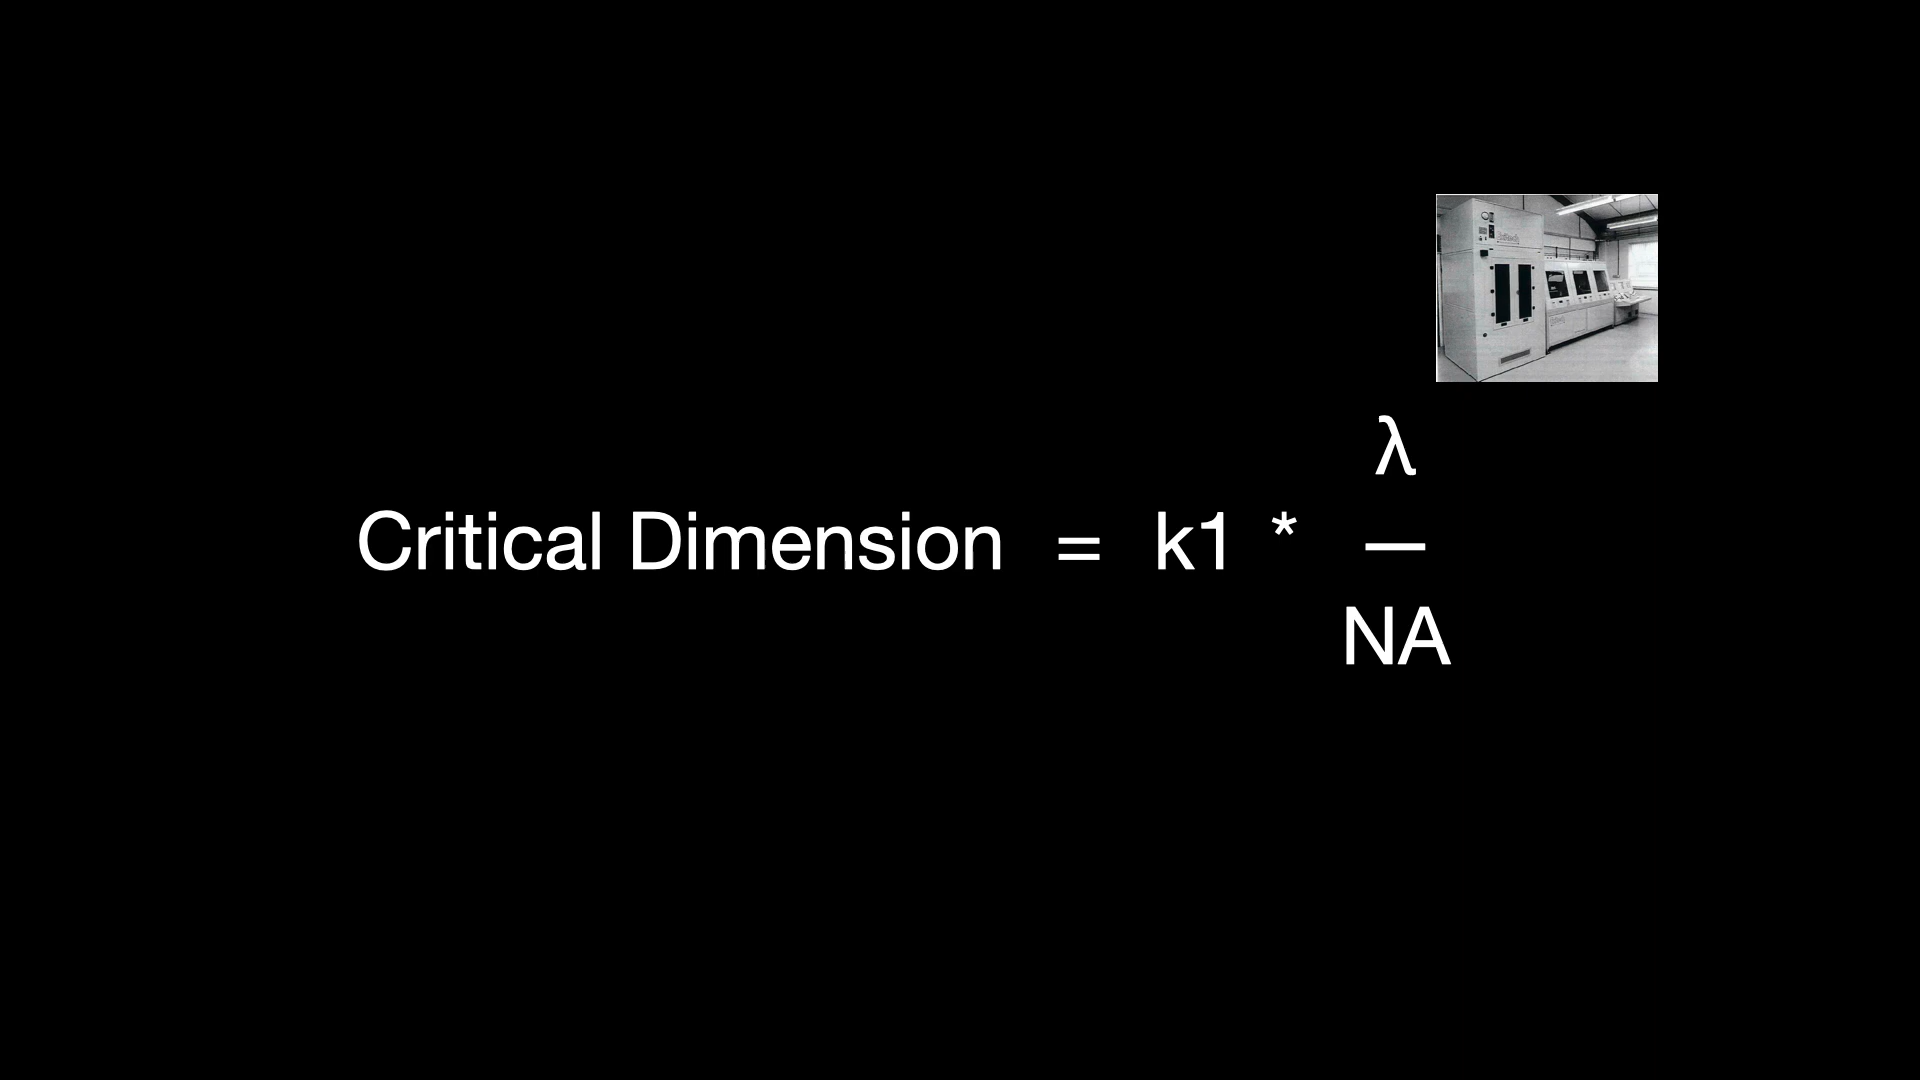 λ
Critical Dimension = k1 * —
NA